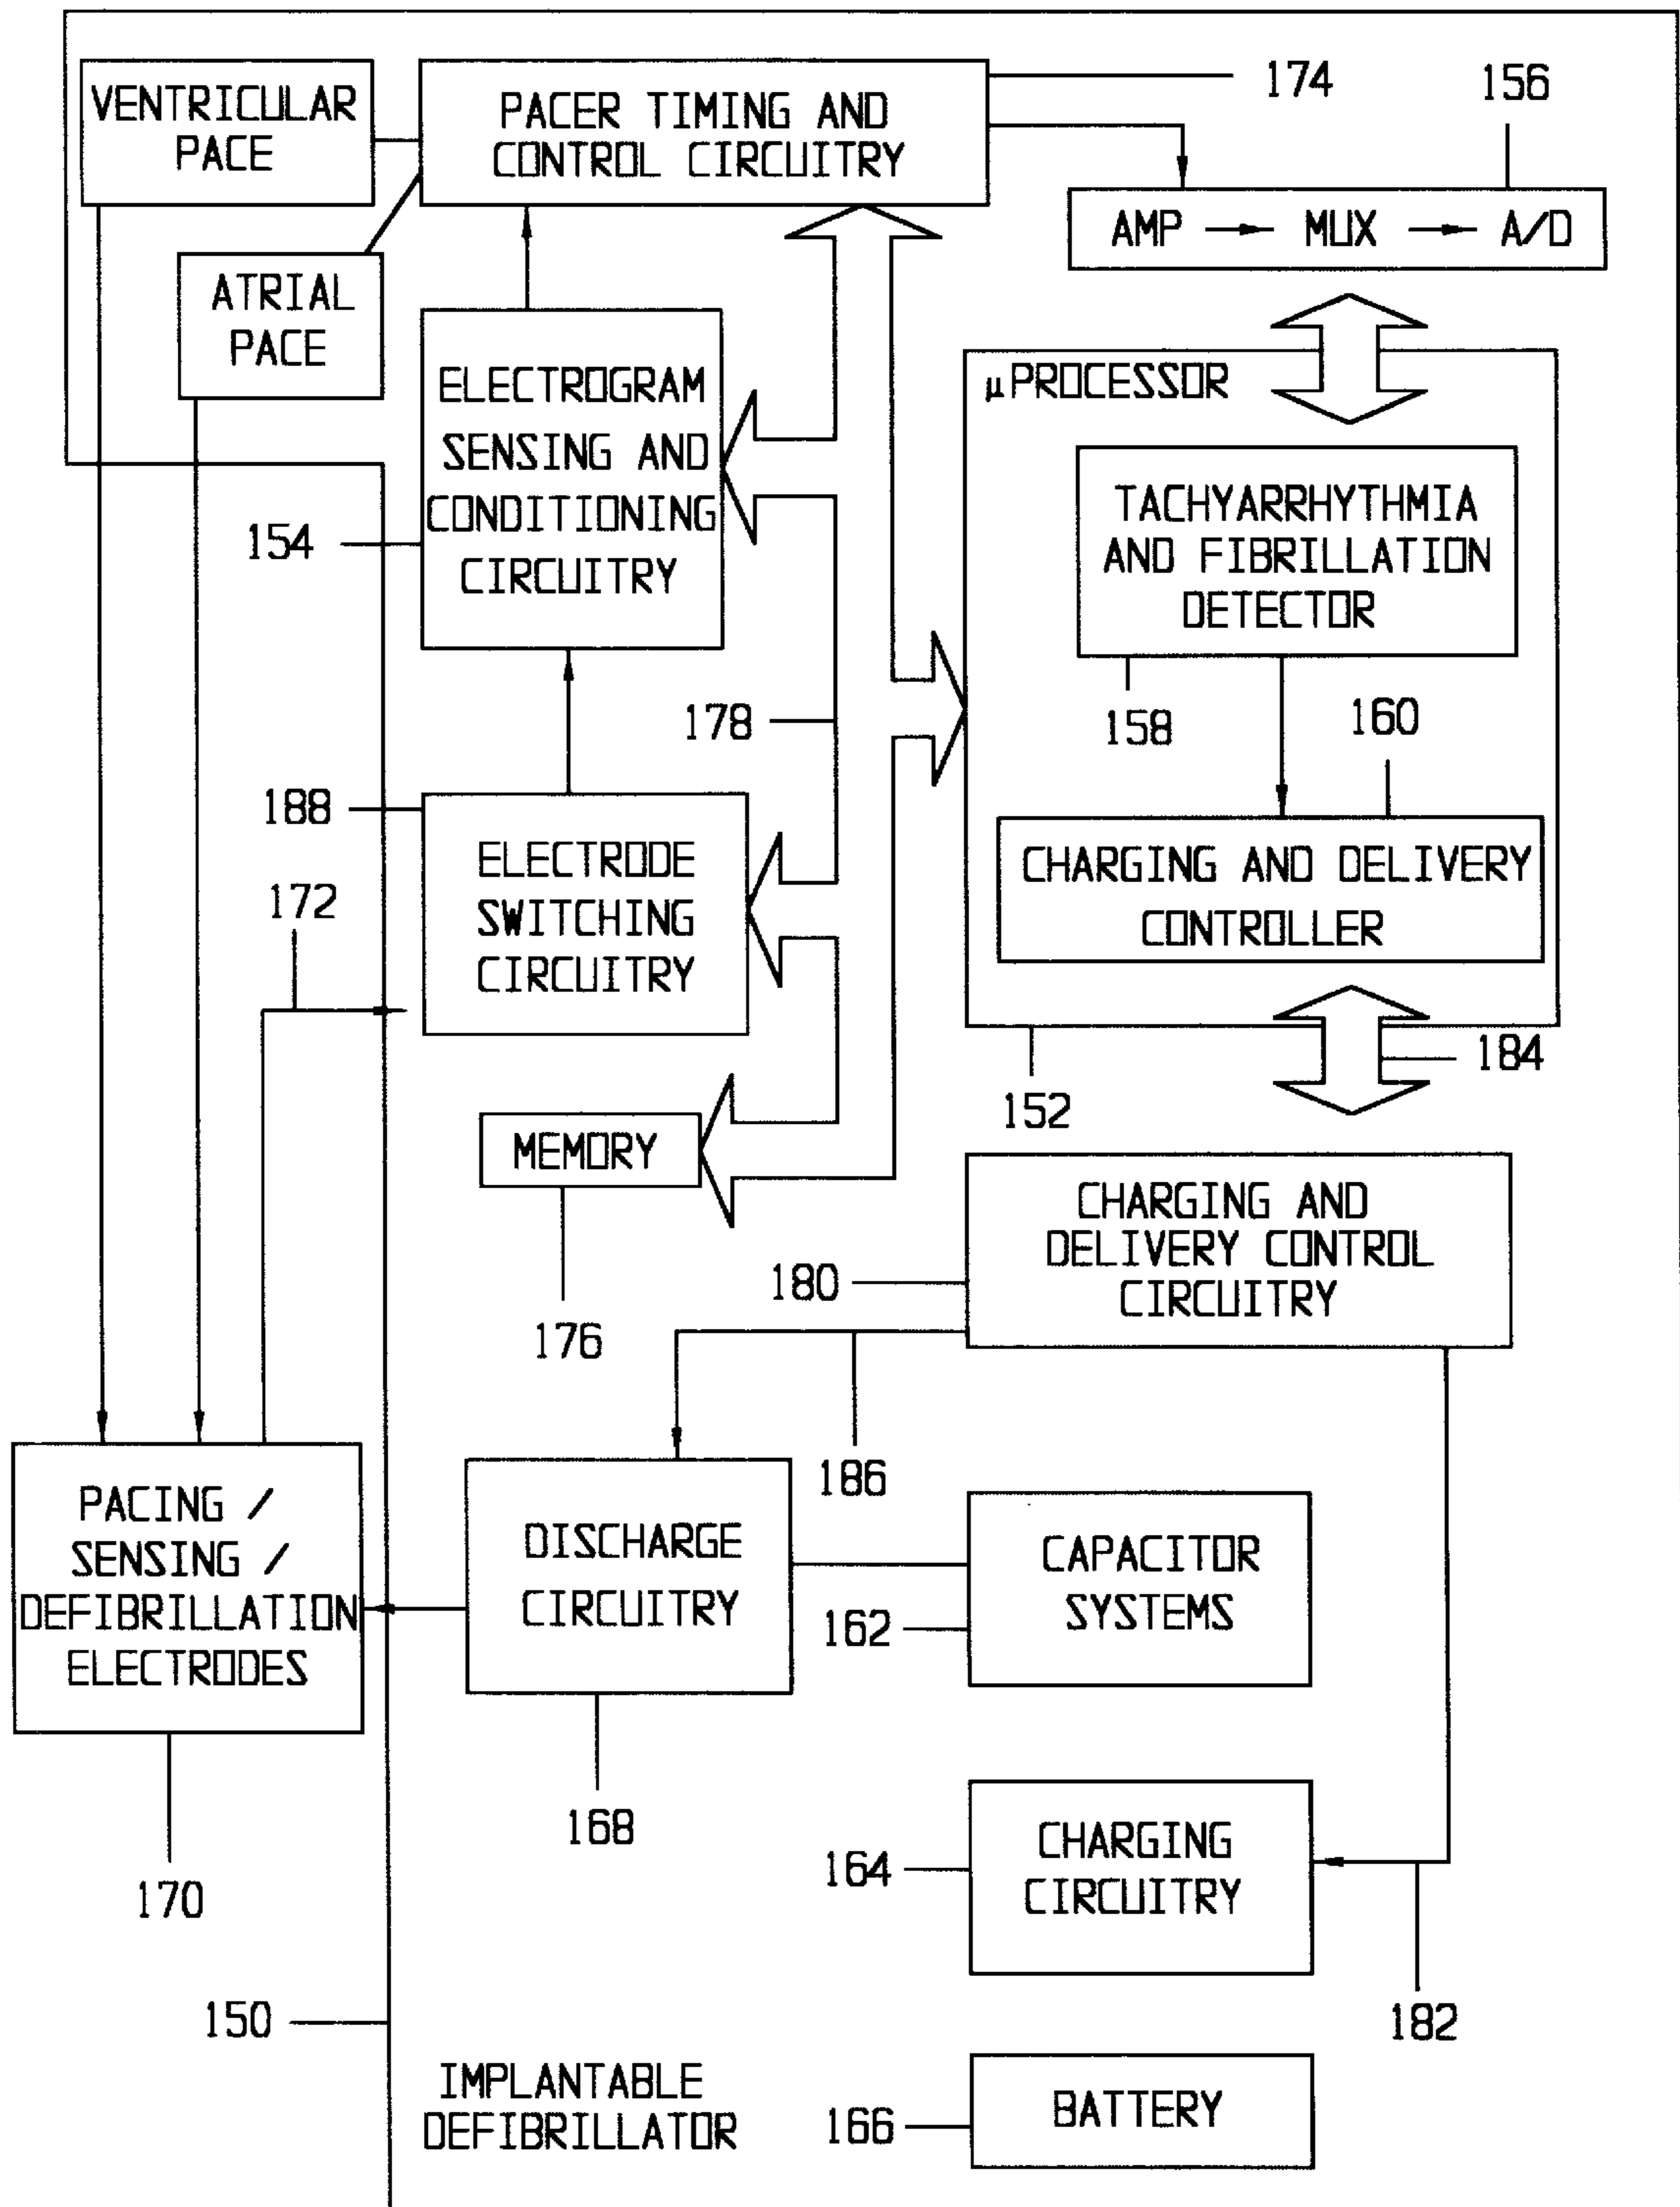 VENTRICULAR
PACE
PACER TIMING AND
CONTROL CIRCUITRY
174
156
AMP MUX A/D
ATRIAL
PACE
ELECTROGRAM
SENSING AND
CONDITIONING
CIRCUITRY
154
μPROCESSOR
TACHYARRHYTHMIA
AND FIBRILLATION
DETECTOR
158
160
178
188
ELECTRODE
SWITCHING
CIRCUITRY
CHARGING AND DELIVERY
CONTROLLER
172
184
152
MEMORY
176
CHARGING AND
DELIVERY CONTROL
CIRCUITRY
180
186
PACING /
SENSING /
DEFIBRILLATION
ELECTRODES
DISCHARGE
CIRCUITRY
CAPACITOR
SYSTEMS
162
168
170
CHARGING
CIRCUITRY
164
182
150
IMPLANTABLE
DEFIBRILLATOR
BATTERY
166